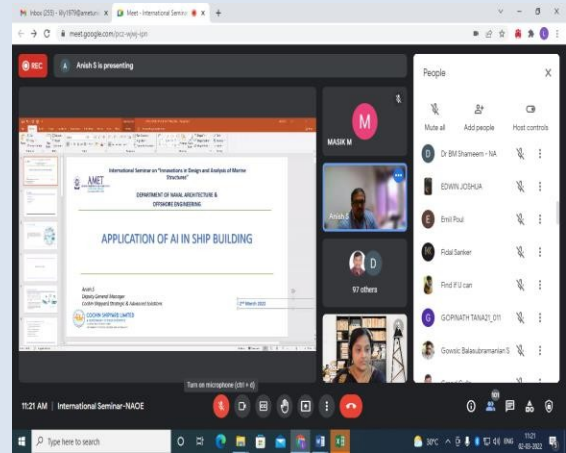 Inbox (255) - Wy1978@ametuni
Meet - International Semina
meet.google.com/pcz-wjwj-ipn
REC
Anish S is presenting
People
Mute all
Add people
Host controls
International Seminar on "Innovations in Design and Analysis of Marine
Structures"
AMET
DEPARTMENT OF NAVAL ARCHITECTURE &
OFFSHORE ENGINEERING
APPLICATION OF AI IN SHIP BUILDING
Anish S
Deputy General Manager
Cochin Shipyard Strategic & Advanced Solutions
2nd March 2022
COCHIN SHIPYARD LIMITED
M
MASIK M
Anish S
D
97 others
D
Dr BM Shameem - NA
EDWIN JOSHUA
E
Emil Poul
Fidal Sanker
Find If U can
G
GOPINATH TANA21_011
Gowsic Balasubramanian S
Turn on microphone (ctrl + d)
11:21 AM | International Seminar-NAOE
101
Type here to search
30°C
ENG
11:21
02-03-2022